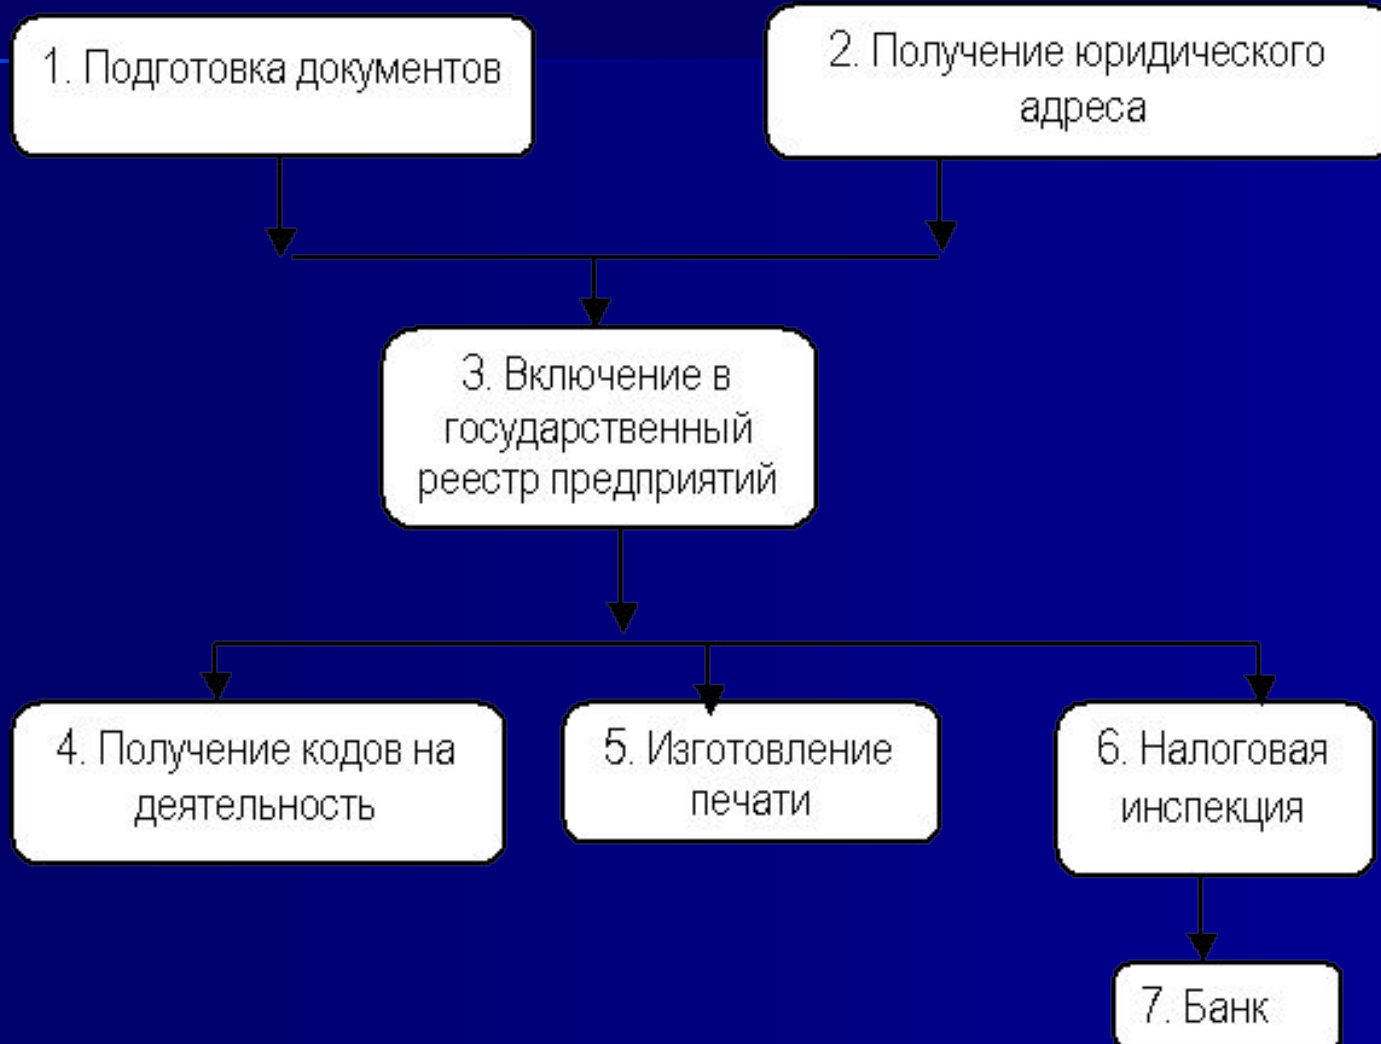 1. Подготовка документов
2. Получение юридического
адреса
3. Включение в
государственный
реестр предприятий
4. Получение кодов на
деятельность
5. Изготовление
печати
6. Налоговая
инспекция
7. Банк